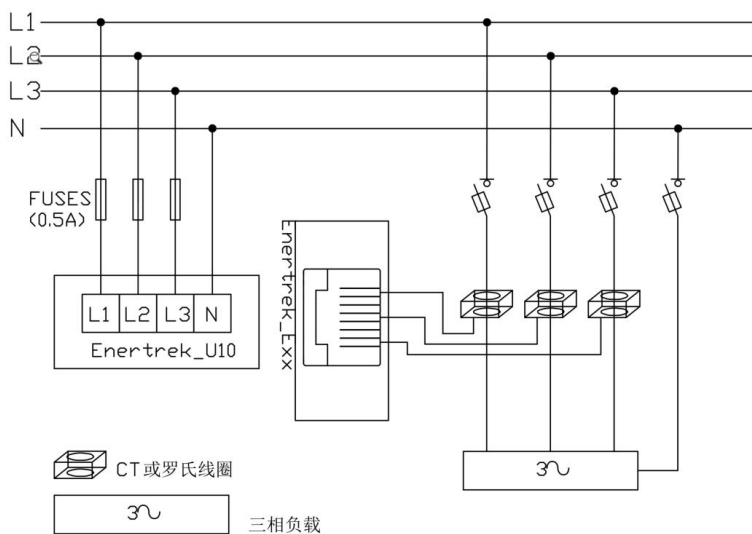 L1
L2
L3
N
FUSES
(0.5A)
L1 L2 L3 N
Enertrek_U10
Enertrek_Exx
3
CT或罗氏线圈
3
三相负载